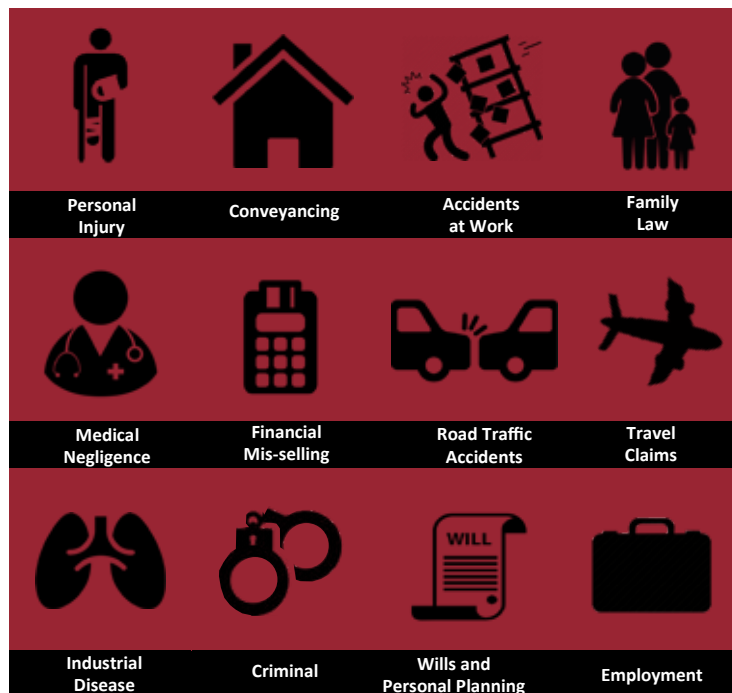 Personal
Injury
Conveyancing
Accidents
at Work
Family
Law
Medical
Negligence
Financial
Mis-selling
Road Traffic
Accidents
Travel
Claims
WILL
Industrial
Disease
Criminal
Wills and
Personal Planning
Employment